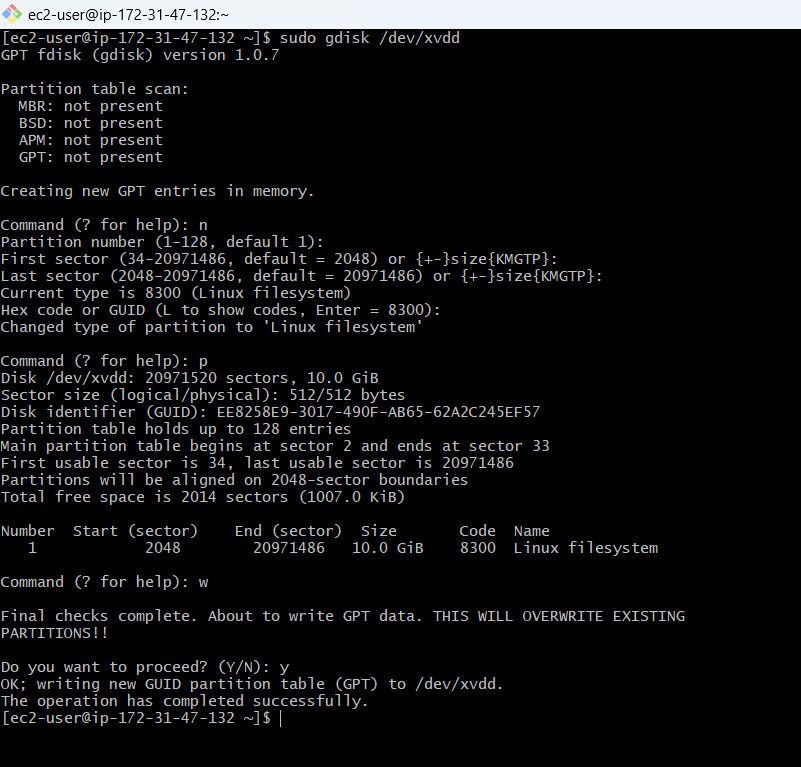 ec2-user@ip-172-31-47-132:~
[ec2-user@ip-172-31-47-132 ~]$ sudo gdisk /dev/xvdd
GPT fdisk (gdisk) version 1.0.7
Partition table scan:
  MBR: not present
  BSD: not present
  APM: not present
  GPT: not present
Creating new GPT entries in memory.
Command (? for help): n
Partition number (1-128, default 1):
First sector (34-20971486, default = 2048) or {+-}size{KMGTP}:
Last sector (2048-20971486, default = 20971486) or {+-}size{KMGTP}:
Current type is 8300 (Linux filesystem)
Hex code or GUID (L to show codes, Enter = 8300):
Changed type of partition to 'Linux filesystem'
Command (? for help): p
Disk /dev/xvdd: 20971520 sectors, 10.0 GiB
Sector size (logical/physical): 512/512 bytes
Disk identifier (GUID): EE8258E9-3017-490F-AB65-62A2C245EF57
Partition table holds up to 128 entries
Main partition table begins at sector 2 and ends at sector 33
First usable sector is 34, last usable sector is 20971486
Partitions will be aligned on 2048-sector boundaries
Total free space is 2014 sectors (1007.0 KiB)
Number  Start (sector)    End (sector)  Size       Code  Name
   1            2048        20971486   10.0 GiB    8300  Linux filesystem
Command (? for help): w
Final checks complete. About to write GPT data. THIS WILL OVERWRITE EXISTING
PARTITIONS!!
Do you want to proceed? (Y/N): y
OK; writing new GUID partition table (GPT) to /dev/xvdd.
The operation has completed successfully.
[ec2-user@ip-172-31-47-132 ~]$